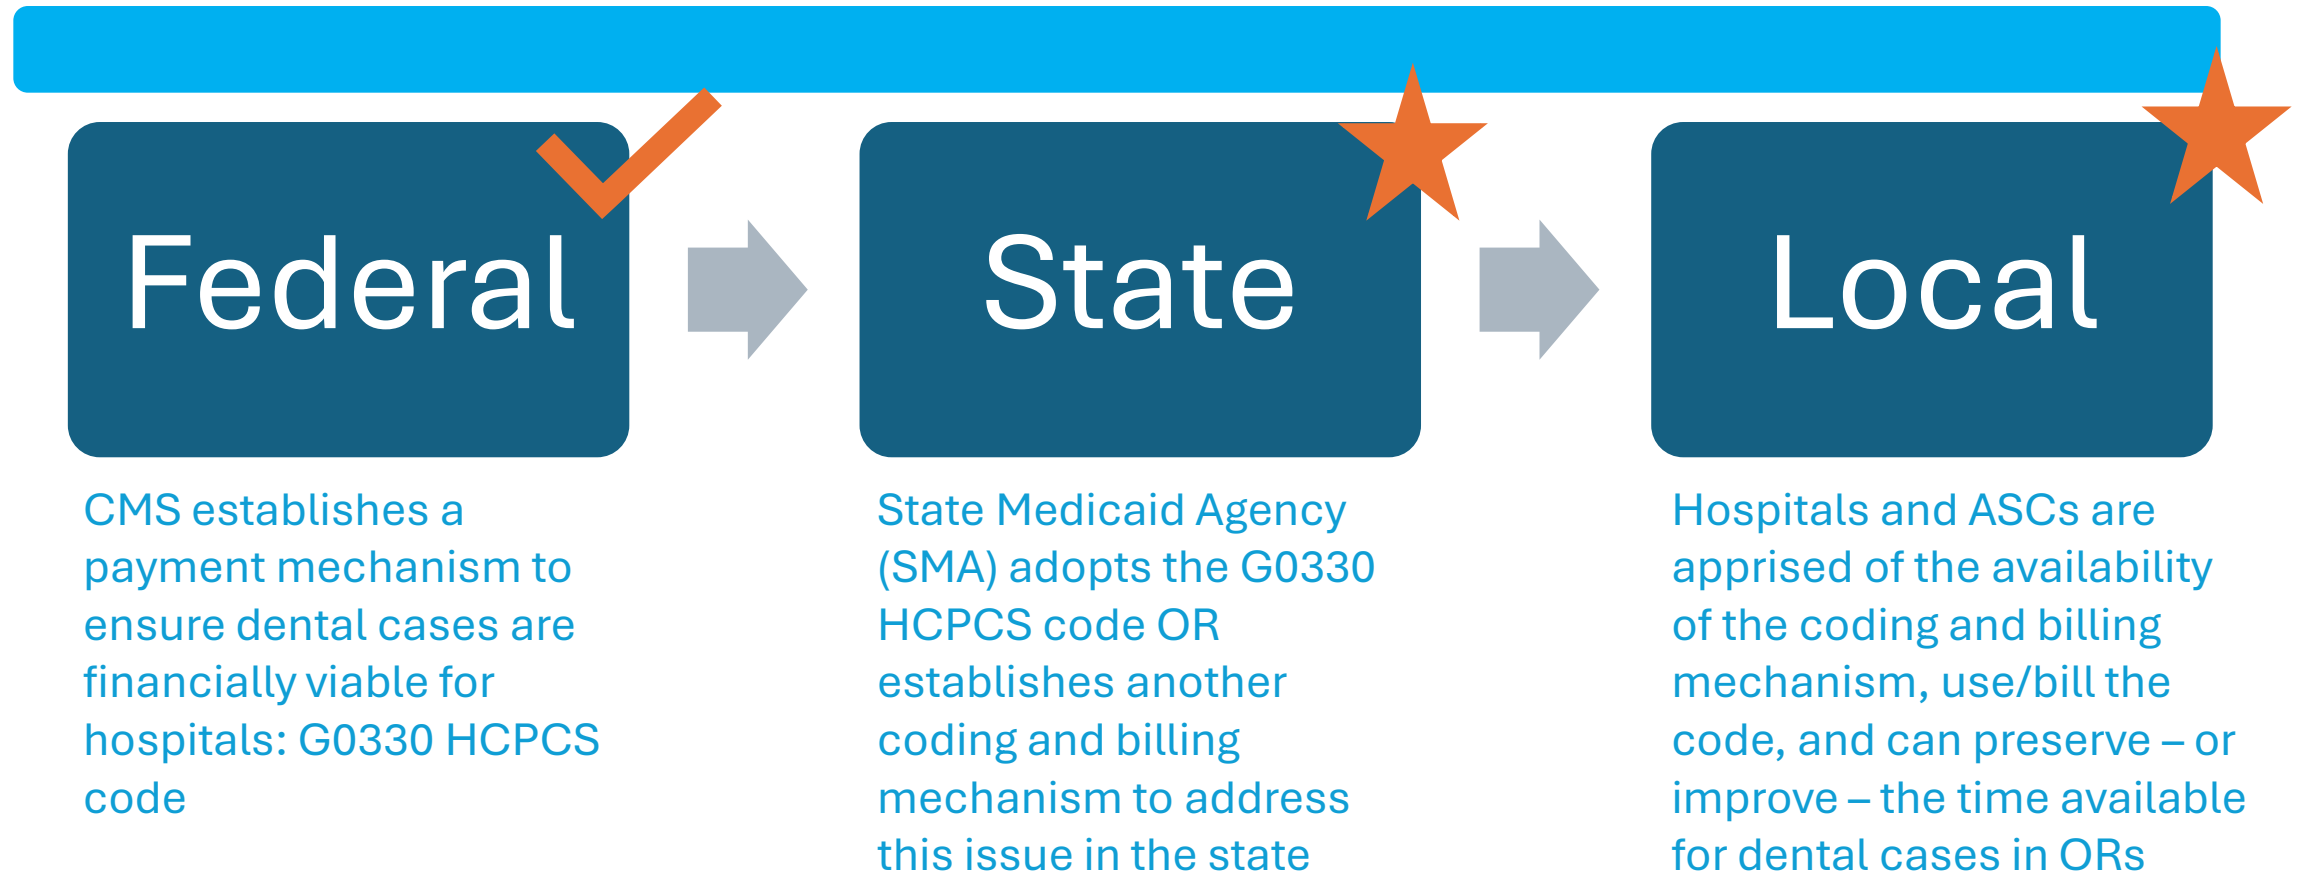 Federal
State
Local
CMS establishes a
payment mechanism to
ensure dental cases are
financially viable for
hospitals: G0330 HCPCS
code
State Medicaid Agency
(SMA) adopts the G0330
HCPCS code OR
establishes another
coding and billing
mechanism to address
this issue in the state
Hospitals and ASCs are
apprised of the availability
of the coding and billing
mechanism, use/bill the
code, and can preserve – or
improve – the time available
for dental cases in ORs